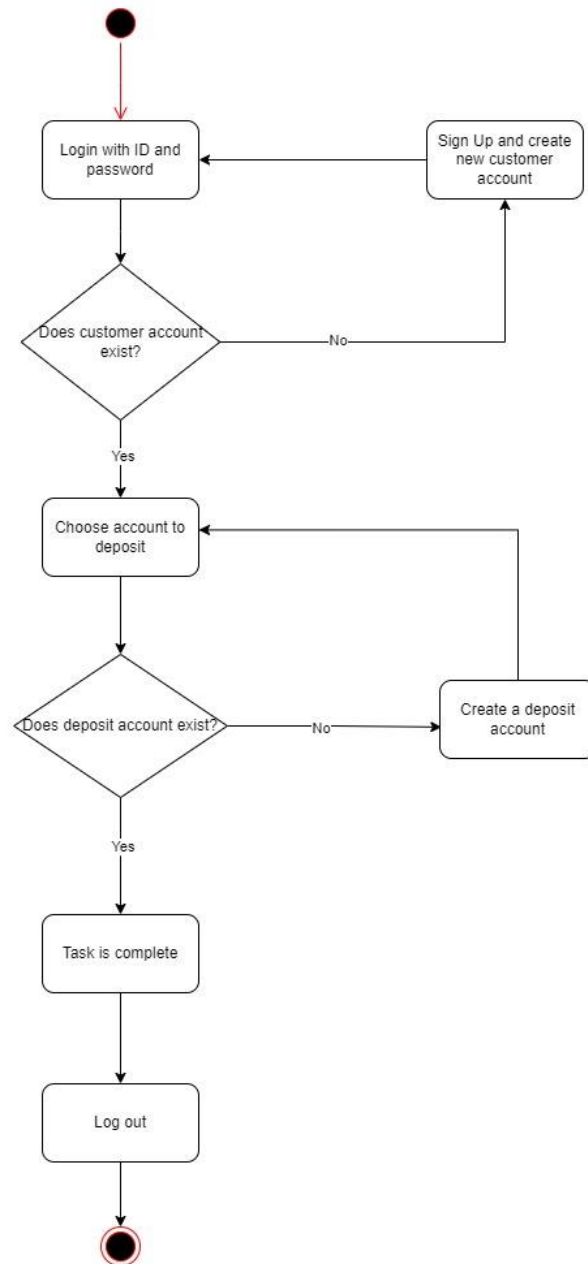 Login with ID and
password
Sign Up and create
new customer
account
Does customer account
exist?
No
Yes
Choose account to
deposit
Does deposit account exist?
No
Create a deposit
account
Yes
Task is complete
Log out